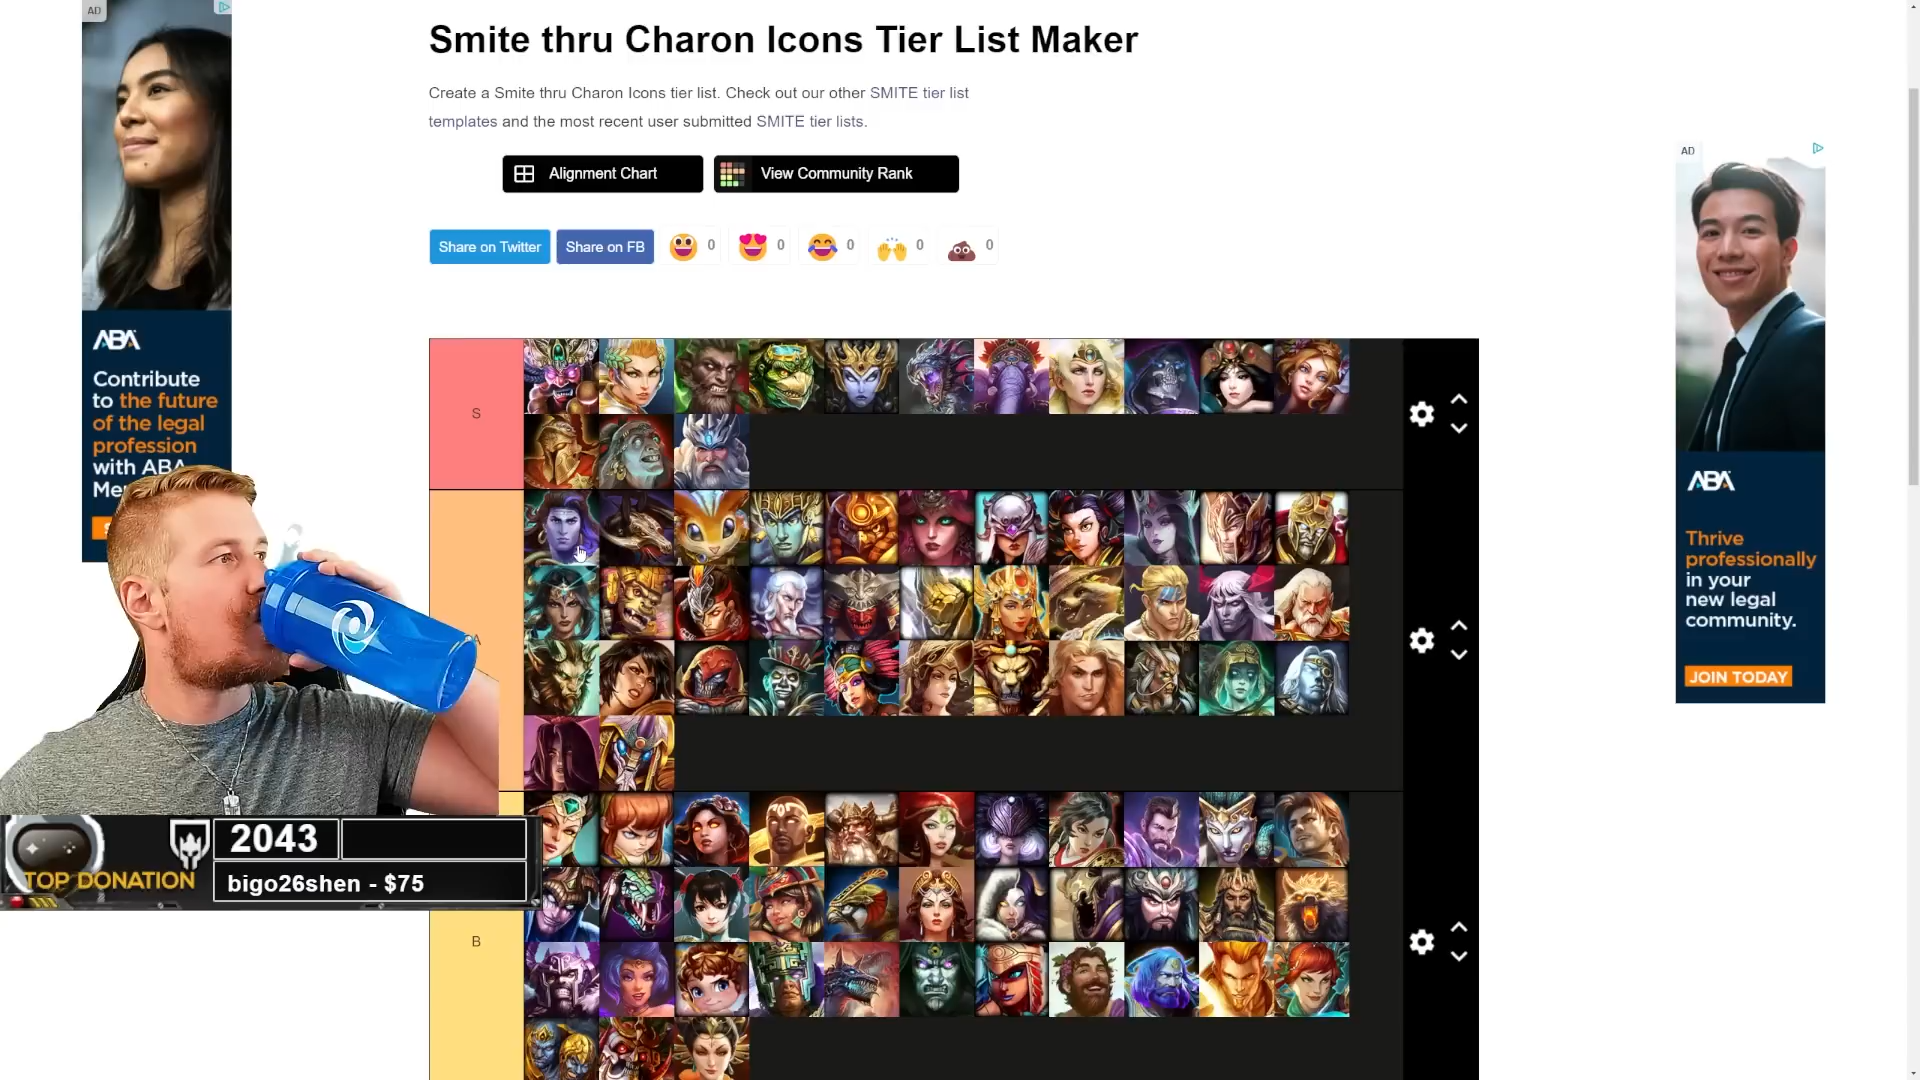 AD
Smite thru Charon Icons Tier List Maker
Create a Smite thru Charon Icons tier list. Check out our other SMITE tier list
templates and the most recent user submitted SMITE tier lists.
Alignment Chart
View Community Rank
Share on Twitter
Share on FB
0
0
0
0
0
ABA
Contribute
to the future
of the legal
profession
with ABA
S
A
B
2043
TOP DONATION
bigo26shen - $75
AD
ABA
Thrive
professionally
in your
new legal
community.
JOIN TODAY